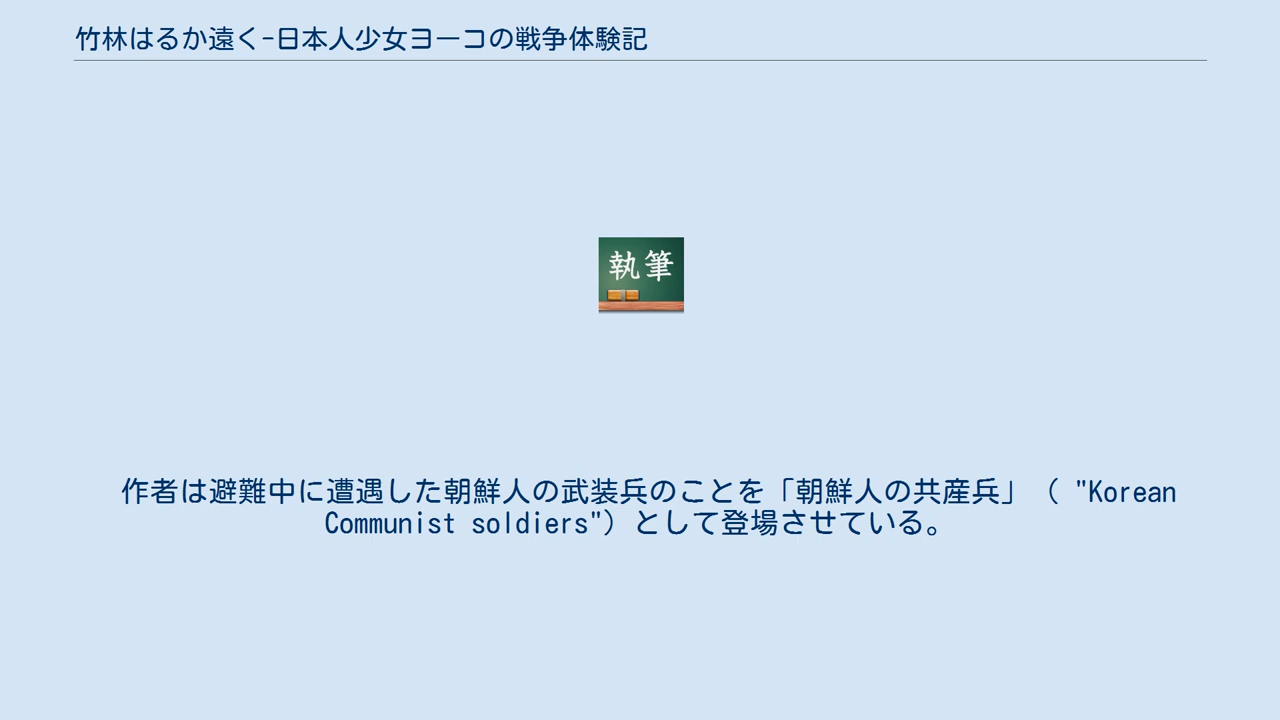 竹林はるか遠く-日本人少女ヨーコの戦争体験記
執筆
作者は避難中に遭遇した朝鮮人の武装兵のことを「朝鮮人の共産兵」（ "Korean
Communist soldiers"）として登場させている。